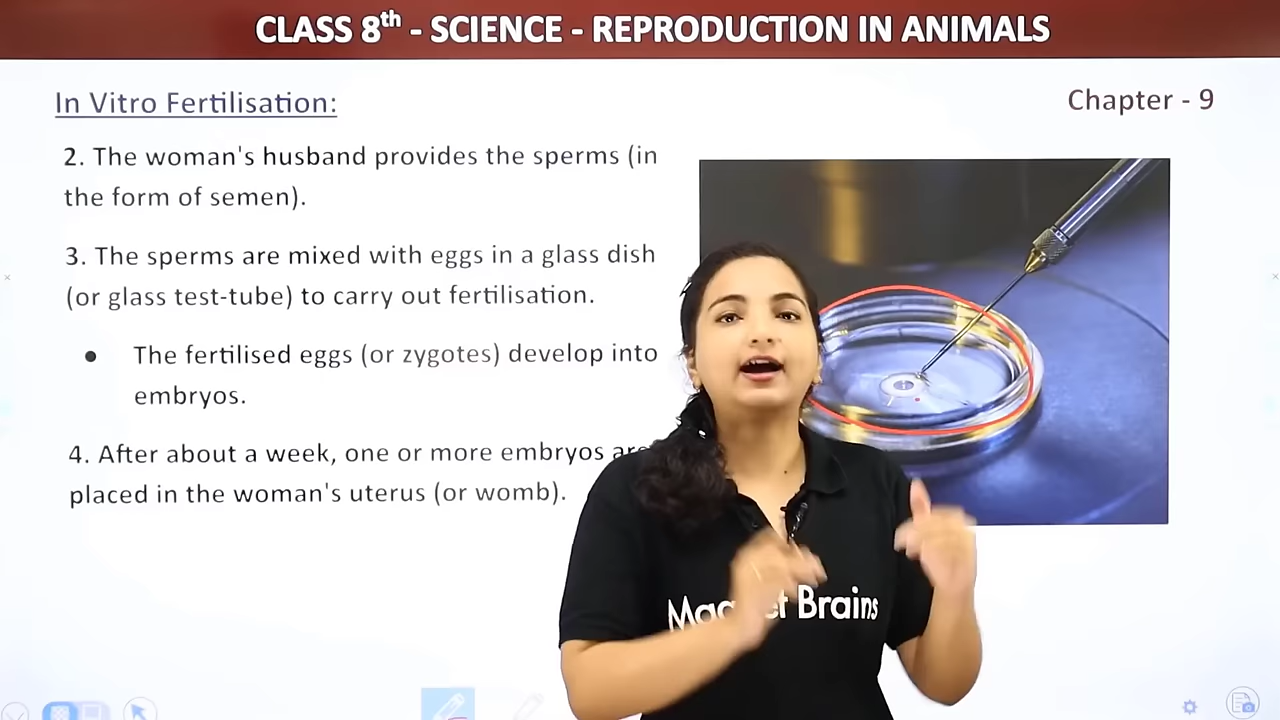 CLASS 8th - SCIENCE - REPRODUCTION IN ANIMALS
In Vitro Fertilisation:
Chapter - 9
2. The woman's husband provides the sperms (in
the form of semen).
3. The sperms are mixed with eggs in a glass dish
(or glass test-tube) to carry out fertilisation.
● The fertilised eggs (or zygotes) develop into
embryos.
4. After about a week, one or more embryos are
placed in the woman's uterus (or womb).
Brains